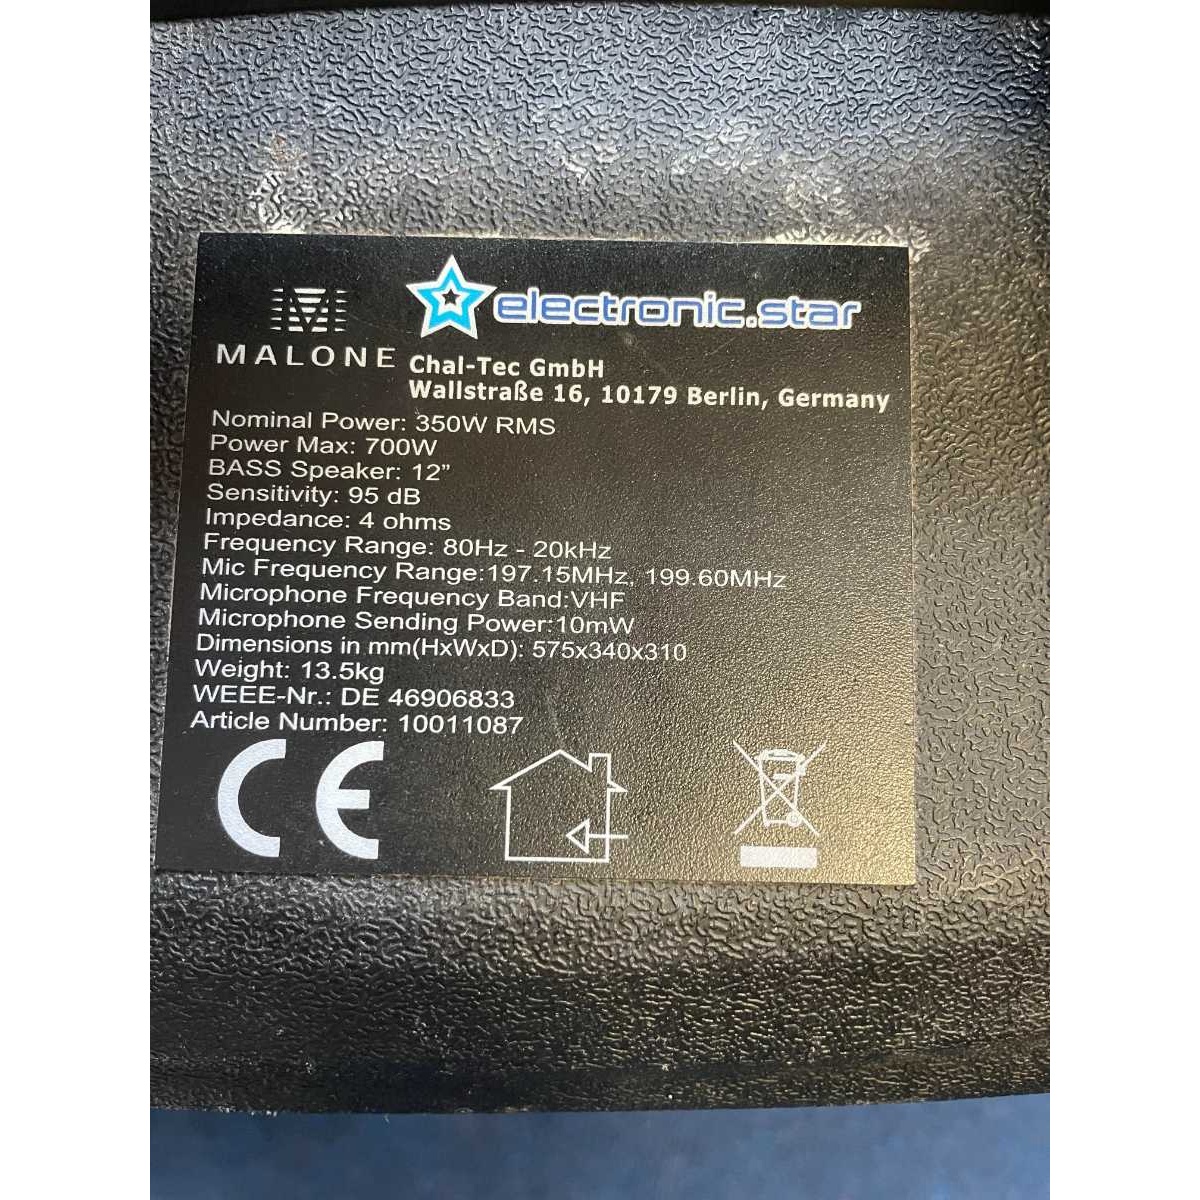 electronic.star
MALONE
Chal-Tec GmbH
Wallstraße 16, 10179 Berlin, Germany
Nominal Power: 350W RMS
Power Max: 700W
BASS Speaker: 12”
Sensitivity: 95 dB
Impedance: 4 ohms
Frequency Range: 80Hz - 20kHz
Mic Frequency Range:197.15MHz, 199.60MHz
Microphone Frequency Band:VHF
Microphone Sending Power:10mW
Dimensions in mm(HxWxD): 575x340x310
Weight: 13.5kg
WEEE-Nr.: DE 46906833
Article Number: 10011087
CE